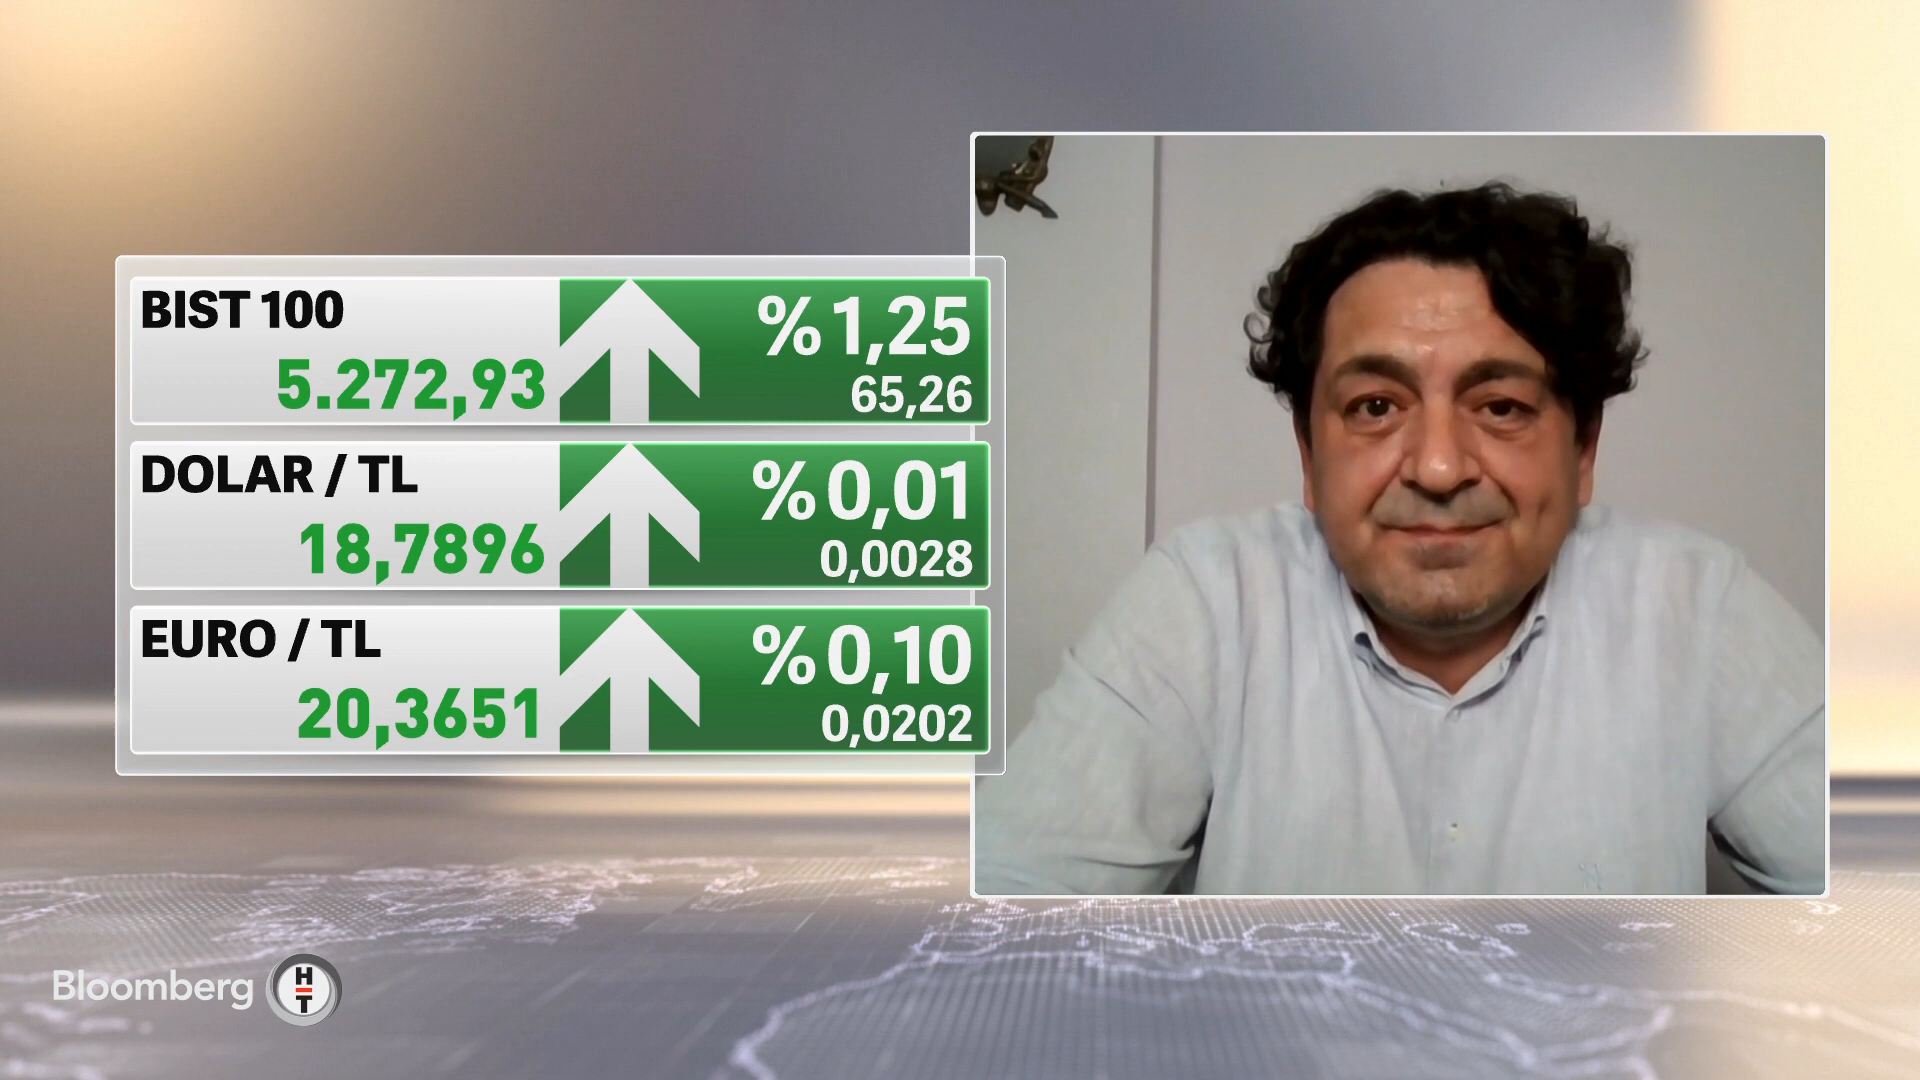 BIST 100
5.272,93
%1,25
65,26
DOLAR / TL
18,7896
%0,01
0,0028
EURO / TL
20,3651
%0,10
0,0202
Bloomberg HT